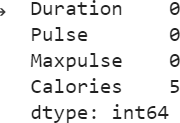 Duration 0
Pulse 0
Maxpulse 0
Calories 5
dtype: int64